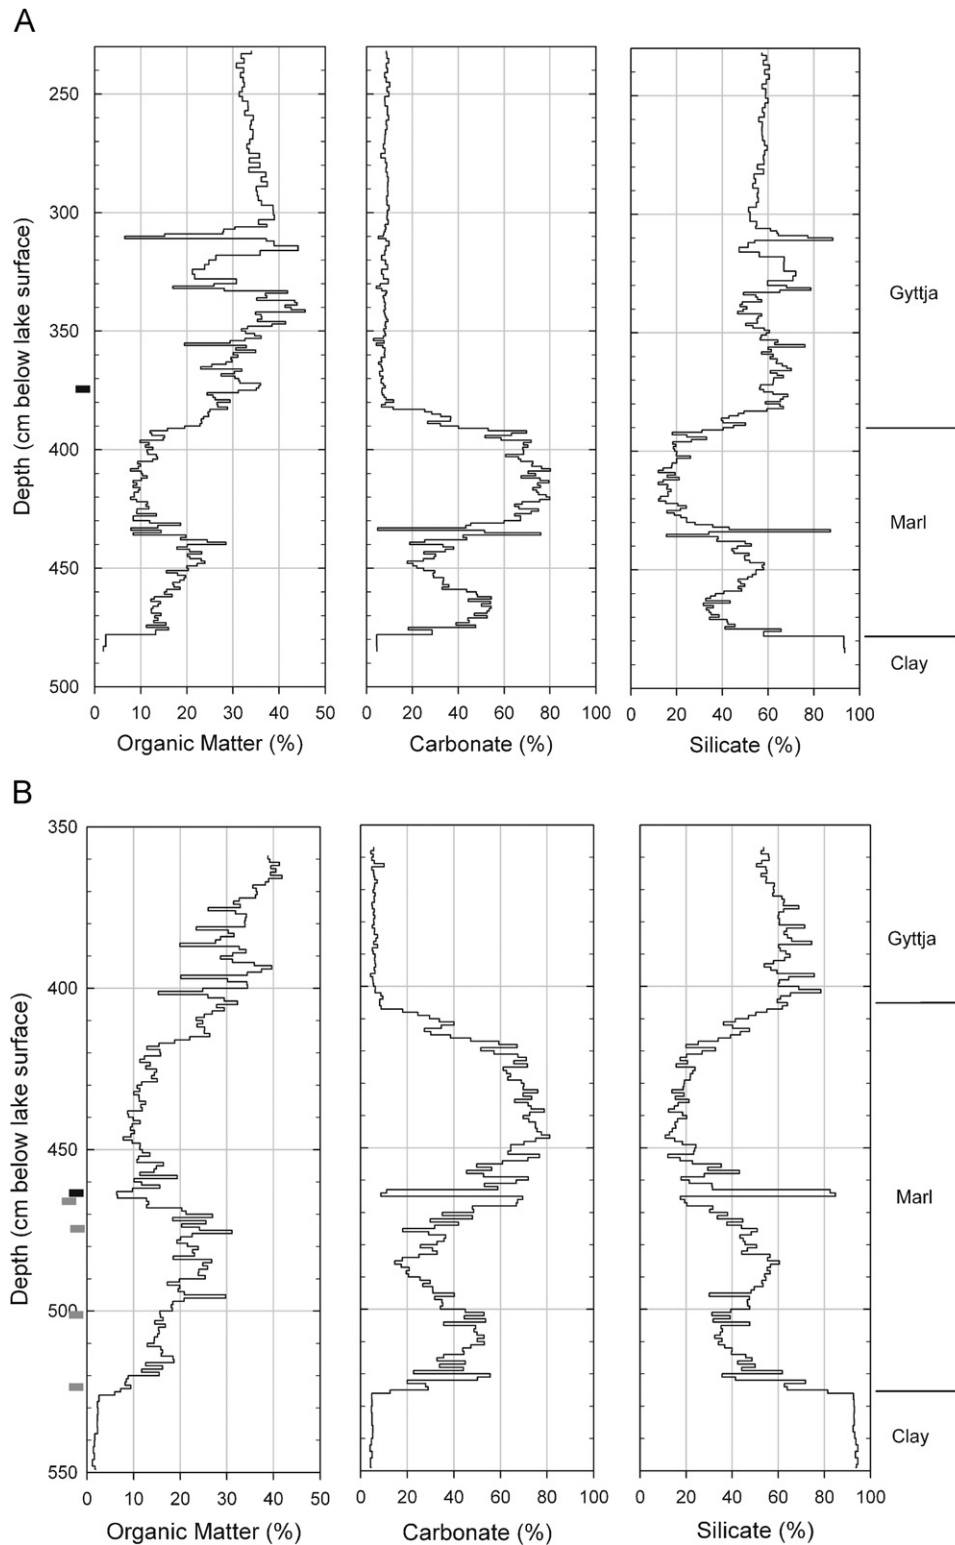 A
Depth (cm below lake surface)
250
300
350
400
450
500
0 10 20 30 40 50
Organic Matter (%)
0 20 40 60 80 100
Carbonate (%)
0 20 40 60 80 100
Silicate (%)
Gyttja
Marl
Clay
B
Depth (cm below lake surface)
350
400
450
500
550
0 10 20 30 40 50
Organic Matter (%)
0 20 40 60 80 100
Carbonate (%)
0 20 40 60 80 100
Silicate (%)
Gyttja
Marl
Clay